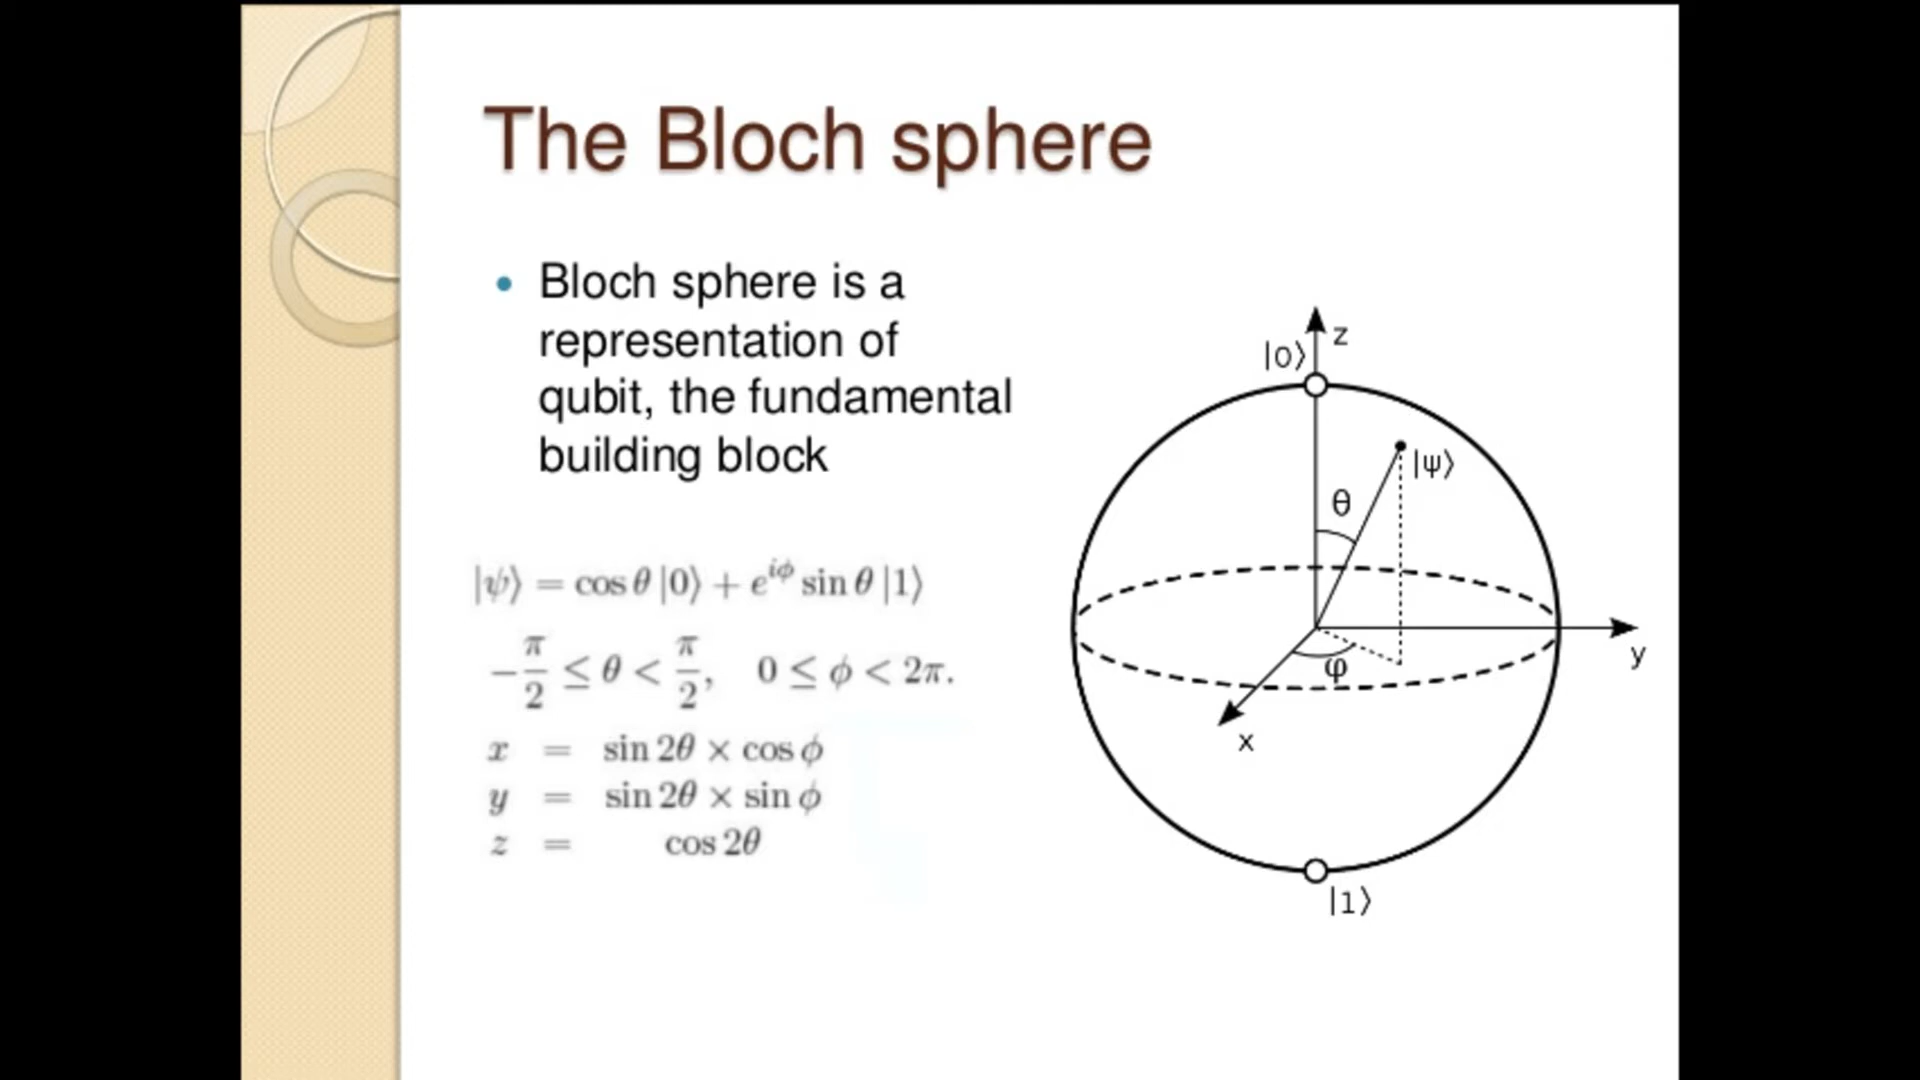 The Bloch sphere
• Bloch sphere is a
representation of
qubit, the fundamental
building block
|ψ⟩ = cos θ |0⟩ + e^{iϕ} sin θ |1⟩
−π/2 ≤ θ < π/2, 0 ≤ ϕ < 2π.
x = sin 2θ × cos ϕ
y = sin 2θ × sin ϕ
z = cos 2θ
z
|0⟩
|ψ⟩
θ
φ
y
x
|1⟩